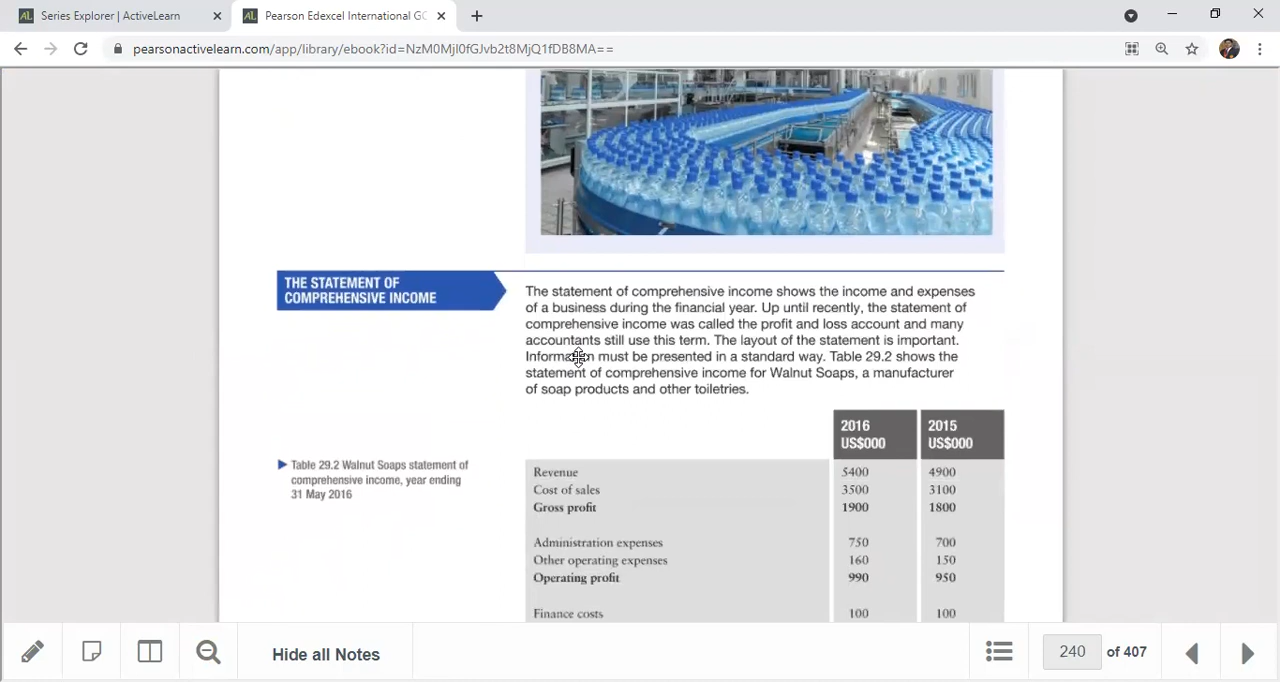 Series Explorer | ActiveLearn
Pearson Edexcel International GC
pearsonactivelearn.com/app/library/ebook?id=NzM0MjI0fGJvb2t8MjQ1fDB8MA==
THE STATEMENT OF
COMPREHENSIVE INCOME
The statement of comprehensive income shows the income and expenses
of a business during the financial year. Up until recently, the statement of
comprehensive income was called the profit and loss account and many
accountants still use this term. The layout of the statement is important.
Information must be presented in a standard way. Table 29.2 shows the
statement of comprehensive income for Walnut Soaps, a manufacturer
of soap products and other toiletries.
2016 2015
US$000 US$000
Table 29.2 Walnut Soaps statement of
comprehensive income, year ending
31 May 2016
Revenue 5400 4900
Cost of sales 3500 3100
Gross profit 1900 1800
Administration expenses 750 700
Other operating expenses 160 150
Operating profit 990 950
Finance costs 100 100
Hide all Notes
240 of 407